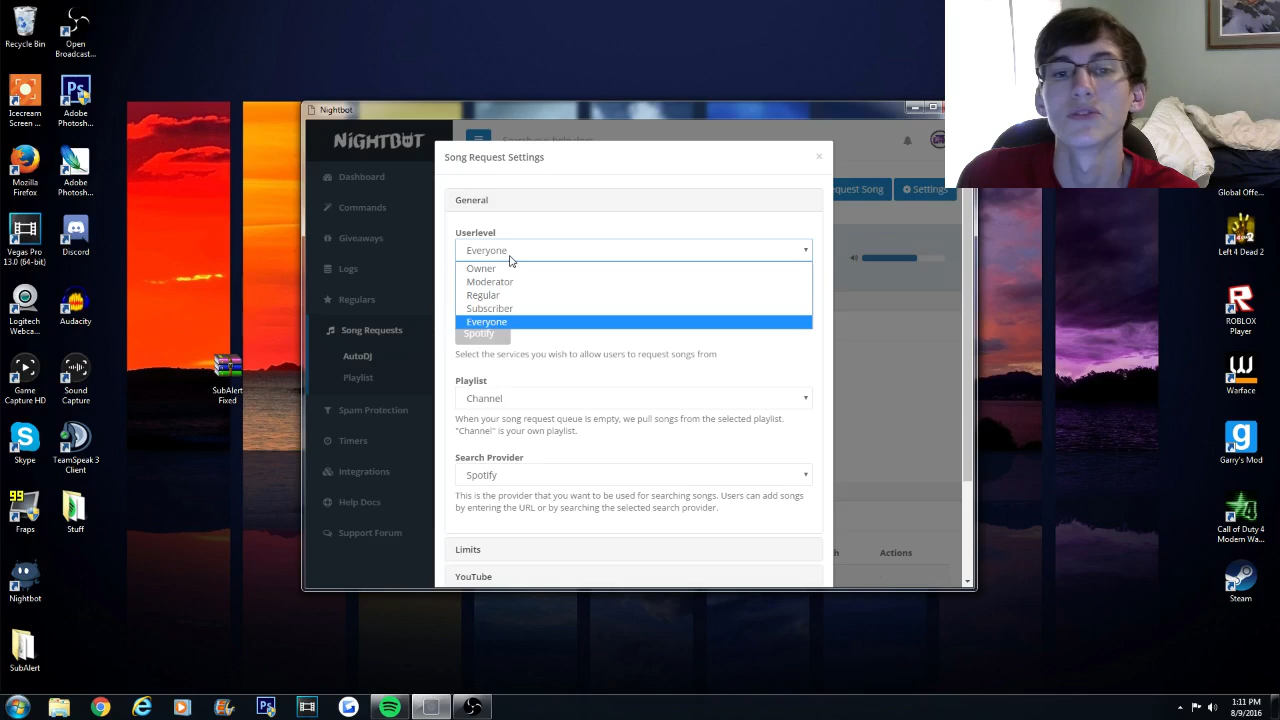 Recycle Bin
Open
Broadcast...
Icecream
Screen ...
Adobe
Photosh...
Mozilla
Firefox
Adobe
Photosh...
Vegas Pro
13.0 (64-bit)
Discord
Logitech
Webca...
Audacity
Game
Capture HD
Sound
Capture
Skype
TeamSpeak 3
Client
99
Fraps
Stuff
Nightbot
SubAlert
SubAlert
Fixed
Nightbot
NIGHTBOT
Dashboard
Commands
Giveaways
Logs
Regulars
Song Requests
AutoDJ
Playlist
Spam Protection
Timers
Integrations
Help Docs
Support Forum
Song Request Settings
×
General
Userlevel
Everyone
Owner
Moderator
Regular
Subscriber
Everyone
Spotify
Select the services you wish to allow users to request songs from
Playlist
Channel
When your song request queue is empty, we pull songs from the selected playlist.
"Channel" is your own playlist.
Search Provider
Spotify
This is the provider that you want to be used for searching songs. Users can add songs
by entering the URL or by searching the selected search provider.
Limits
YouTube
quest Song
Settings
Actions
Global Offe...
Left 4 Dead 2
ROBLOX
Player
Warface
Garry's Mod
Call of Duty 4
Modern Wa...
Steam
1:11 PM
8/9/2016